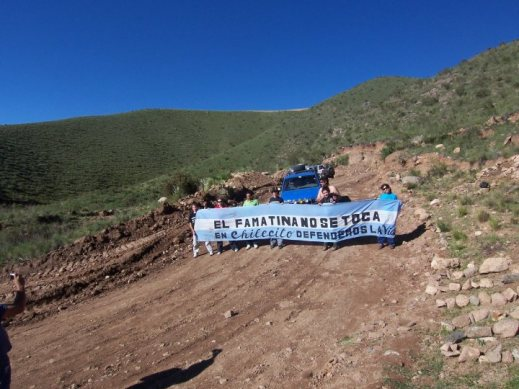 EL FAMATINA NO SE TOCA
EN Chilecito DEFENDEMOS LA